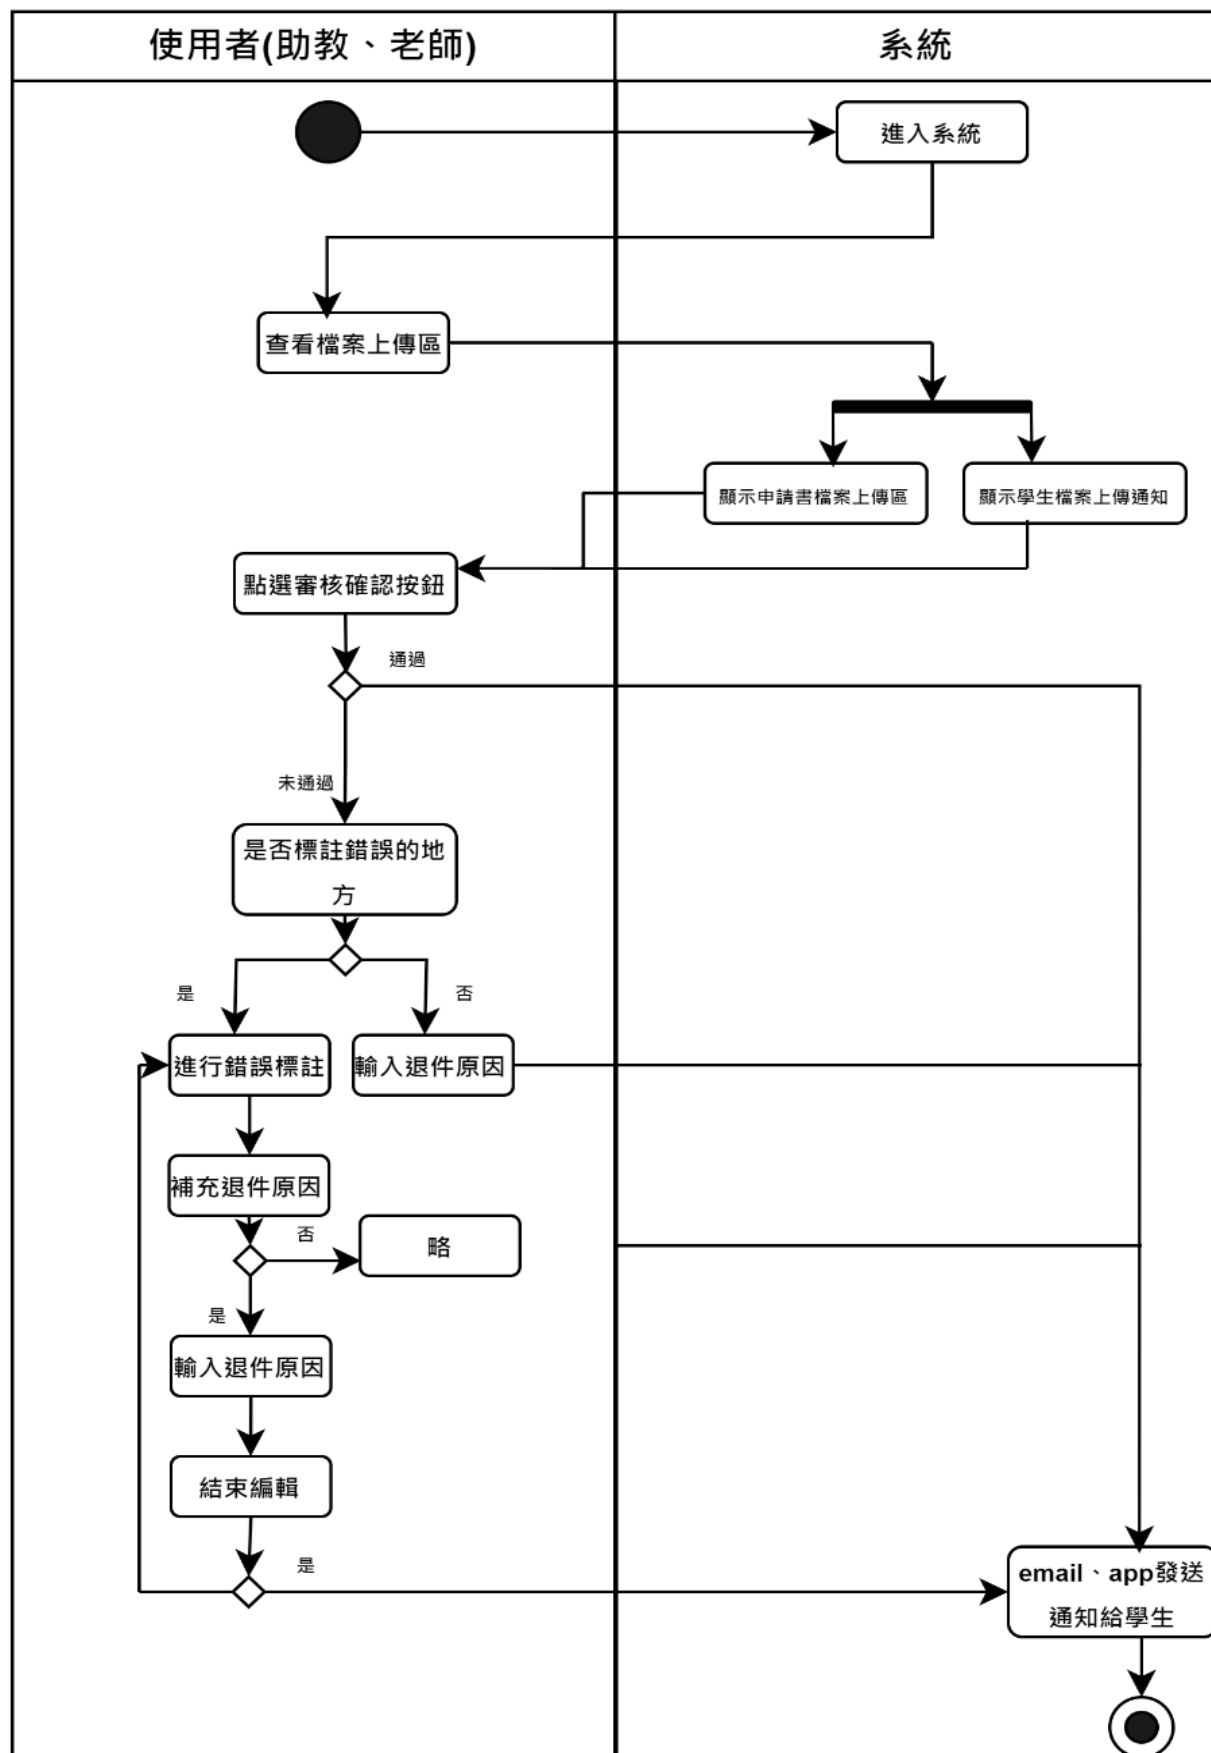 使用者(助教、老師)
系統
進入系統
查看檔案上傳區
顯示申請書檔案上傳區
顯示學生檔案上傳通知
點選審核確認按鈕
通過
未通過
是否標註錯誤的地
方
是
否
進行錯誤標註
輸入退件原因
補充退件原因
否
略
是
輸入退件原因
結束編輯
是
email、app發送
通知給學生